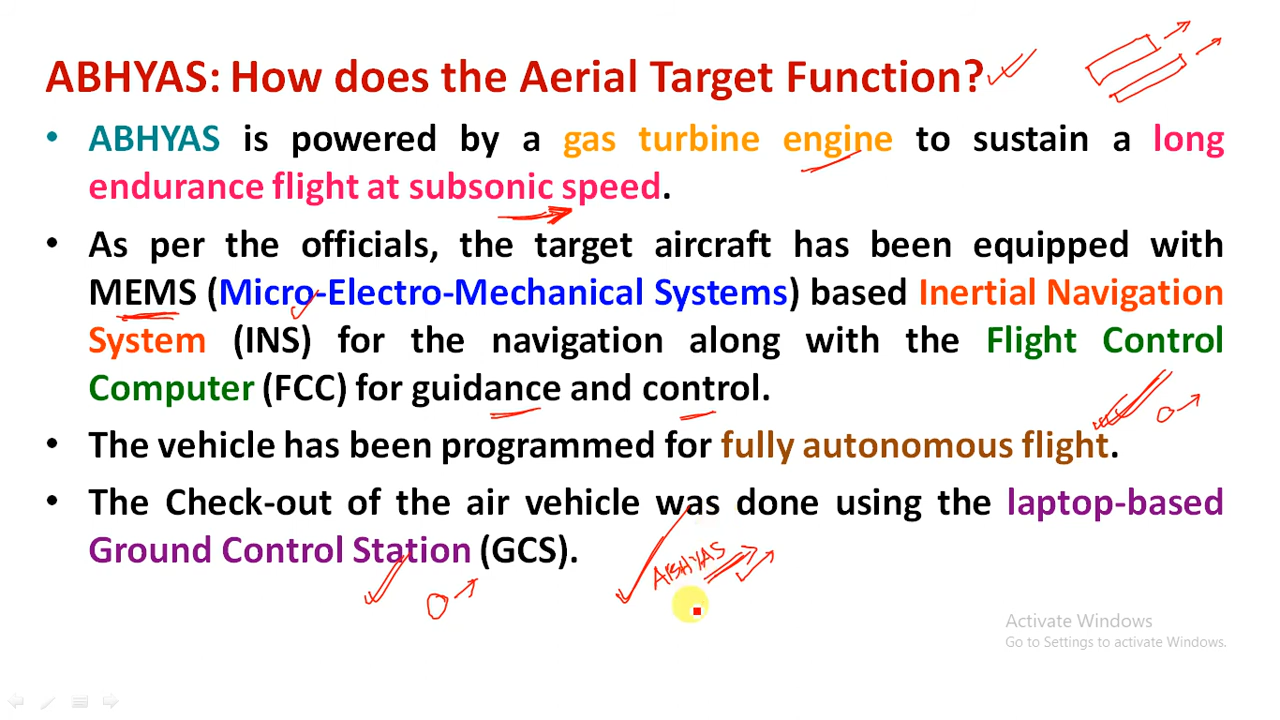 ABHYAS: How does the Aerial Target Function?
• ABHYAS is powered by a gas turbine engine to sustain a long
endurance flight at subsonic speed.
• As per the officials, the target aircraft has been equipped with
MEMS (Micro-Electro-Mechanical Systems) based Inertial Navigation
System (INS) for the navigation along with the Flight Control
Computer (FCC) for guidance and control.
• The vehicle has been programmed for fully autonomous flight.
• The Check-out of the air vehicle was done using the laptop-based
Ground Control Station (GCS).
ABHYAS
Activate Windows
Go to Settings to activate Windows.